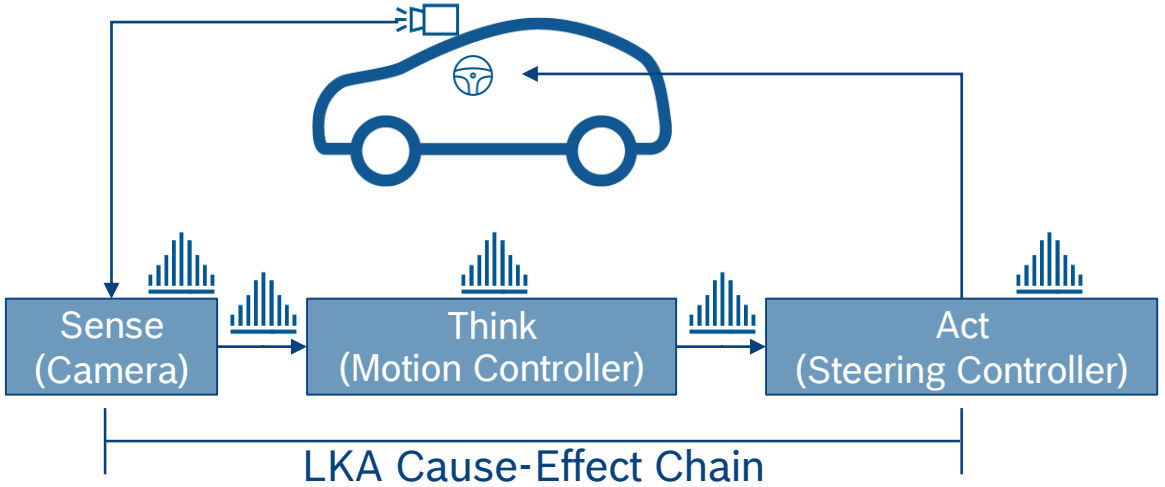 Sense
(Camera)
Think
(Motion Controller)
Act
(Steering Controller)
LKA Cause-Effect Chain